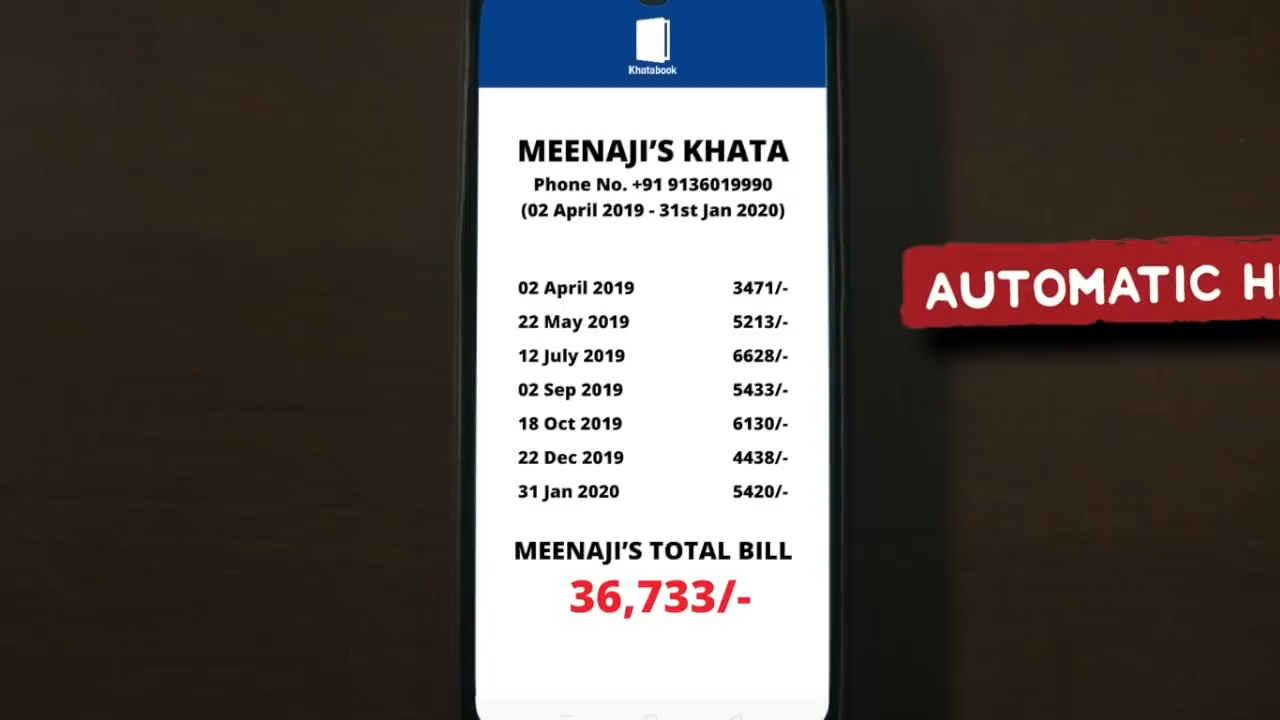 Khatabook
MEENAJI'S KHATA
Phone No. +91 9136019990
(02 April 2019 - 31st Jan 2020)
02 April 2019 3471/-
22 May 2019 5213/-
12 July 2019 6628/-
02 Sep 2019 5433/-
18 Oct 2019 6130/-
22 Dec 2019 4438/-
31 Jan 2020 5420/-
MEENAJI'S TOTAL BILL
36,733/-
AUTOMATIC